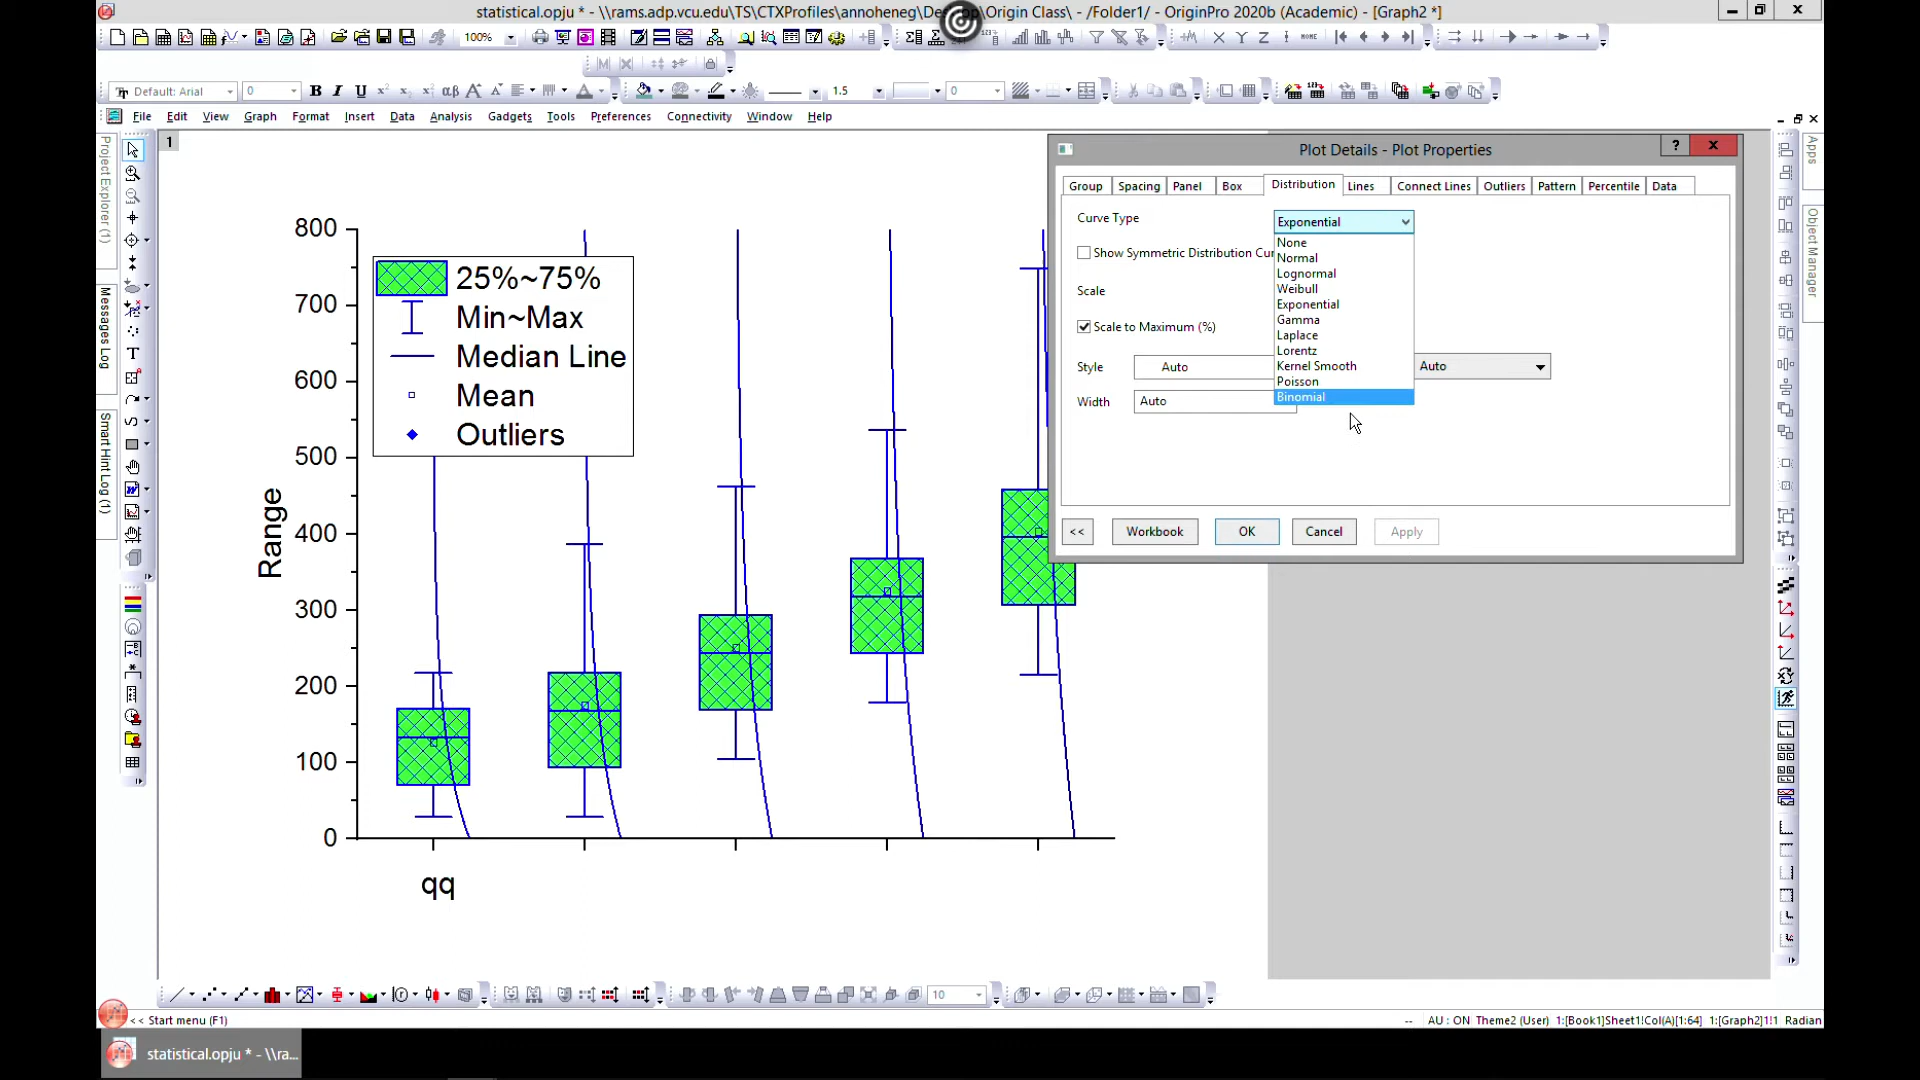 statistical.opju * - \\rams.adp.vcu.edu\TS\CTXProfiles\annoheneg\De Origin Class\ - /Folder1/ - OriginPro 2020b (Academic) - [Graph2 *]
100%
Default: Arial 0 B I U αβ A A A 1.5 0
File Edit View Graph Format Insert Data Analysis Gadgets Tools Preferences Connectivity Window Help
Project Explorer (1)
Messages Log
Smart Hint Log (1)
Apps
Object Manager
1
800
700
600
500
400
300
200
100
0
Range
qq
25%~75%
Min~Max
Median Line
Mean
Outliers
Plot Details - Plot Properties
Group Spacing Panel Box Distribution Lines Connect Lines Outliers Pattern Percentile Data
Curve Type Exponential
None
Normal
Lognormal
Weibull
Exponential
Gamma
Laplace
Lorentz
Kernel Smooth
Poisson
Binomial
Show Symmetric Distribution Cur
Scale
Scale to Maximum (%)
Style Auto Auto
Width Auto
<< Workbook OK Cancel Apply
10
<< Start menu (F1)
-- AU : ON Theme2 (User) 1:[Book1]Sheet1!Col(A)[1:64] 1:[Graph2]1!1 Radian
statistical.opju * - \\ra...